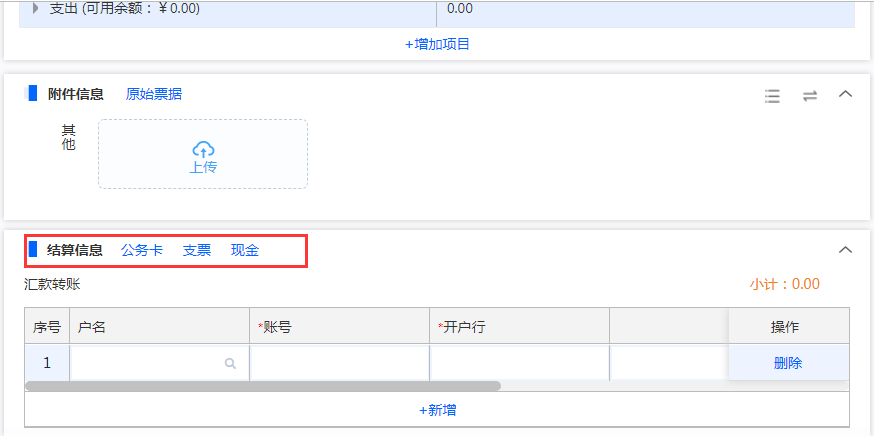 支出 (可用余额：￥0.00) 0.00
+增加项目
附件信息 原始票据
其他
上传
结算信息 公务卡 支票 现金
汇款转账 小计：0.00
序号 户名 *账号 *开户行 操作
1 删除
+新增